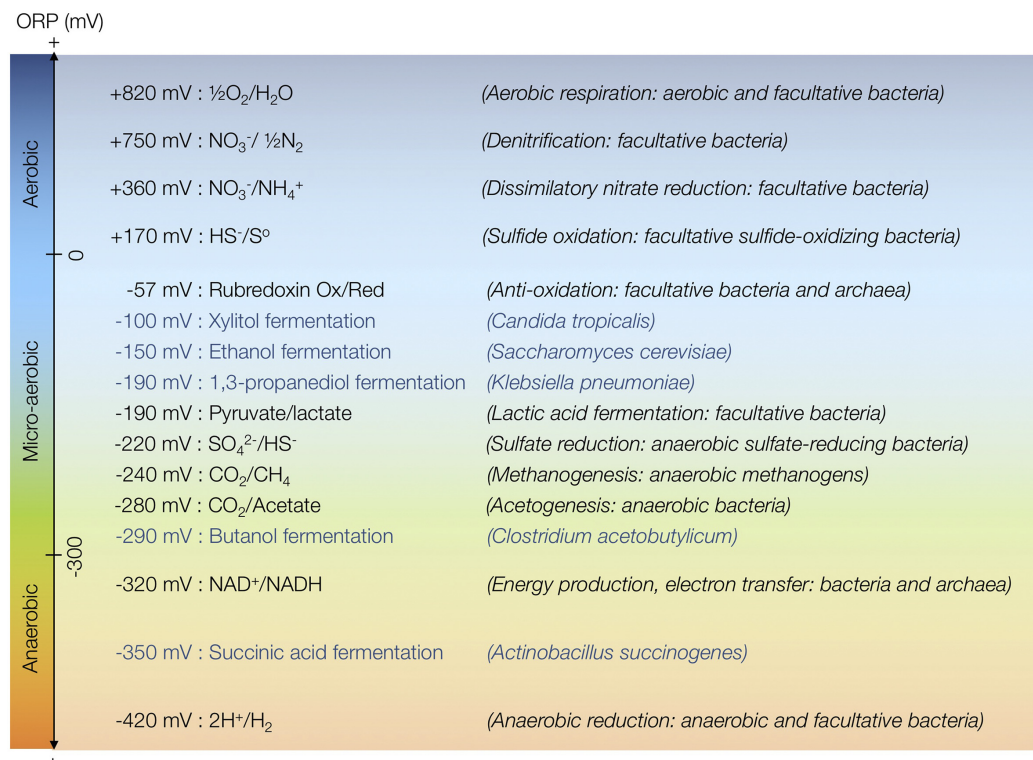 ORP (mV)
+
Aerobic
0
Micro-aerobic
-300
Anaerobic
+820 mV : ½O₂/H₂O (Aerobic respiration: aerobic and facultative bacteria)
+750 mV : NO₃⁻/ ½N₂ (Denitrification: facultative bacteria)
+360 mV : NO₃⁻/NH₄⁺ (Dissimilatory nitrate reduction: facultative bacteria)
+170 mV : HS⁻/Sº (Sulfide oxidation: facultative sulfide-oxidizing bacteria)
-57 mV : Rubredoxin Ox/Red (Anti-oxidation: facultative bacteria and archaea)
-100 mV : Xylitol fermentation (Candida tropicalis)
-150 mV : Ethanol fermentation (Saccharomyces cerevisiae)
-190 mV : 1,3-propanediol fermentation (Klebsiella pneumoniae)
-190 mV : Pyruvate/lactate (Lactic acid fermentation: facultative bacteria)
-220 mV : SO₄²⁻/HS⁻ (Sulfate reduction: anaerobic sulfate-reducing bacteria)
-240 mV : CO₂/CH₄ (Methanogenesis: anaerobic methanogens)
-280 mV : CO₂/Acetate (Acetogenesis: anaerobic bacteria)
-290 mV : Butanol fermentation (Clostridium acetobutylicum)
-320 mV : NAD⁺/NADH (Energy production, electron transfer: bacteria and archaea)
-350 mV : Succinic acid fermentation (Actinobacillus succinogenes)
-420 mV : 2H⁺/H₂ (Anaerobic reduction: anaerobic and facultative bacteria)